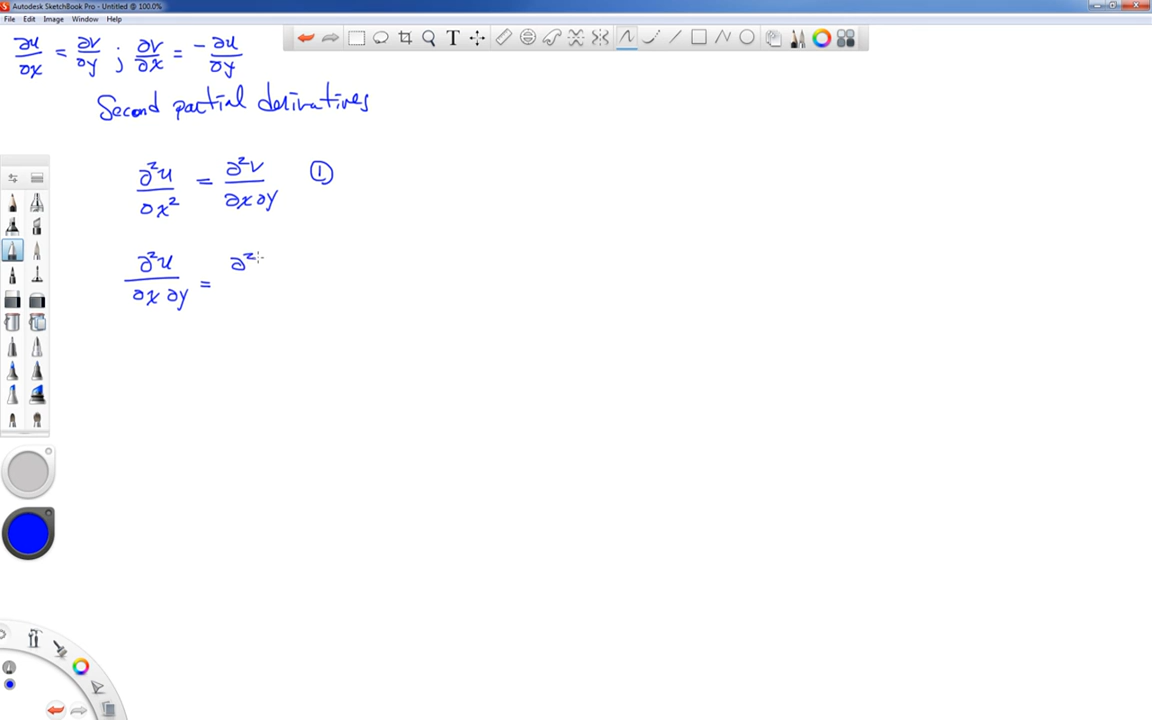 Autodesk SketchBook Pro - Untitled @ 100.0%
File Edit Image Window Help
∂u/∂x = ∂v/∂y ; ∂v/∂x = - ∂u/∂y
Second partial derivatives
∂²u/∂x² = ∂²v/∂x∂y ①
∂²u/∂x∂y = ∂²